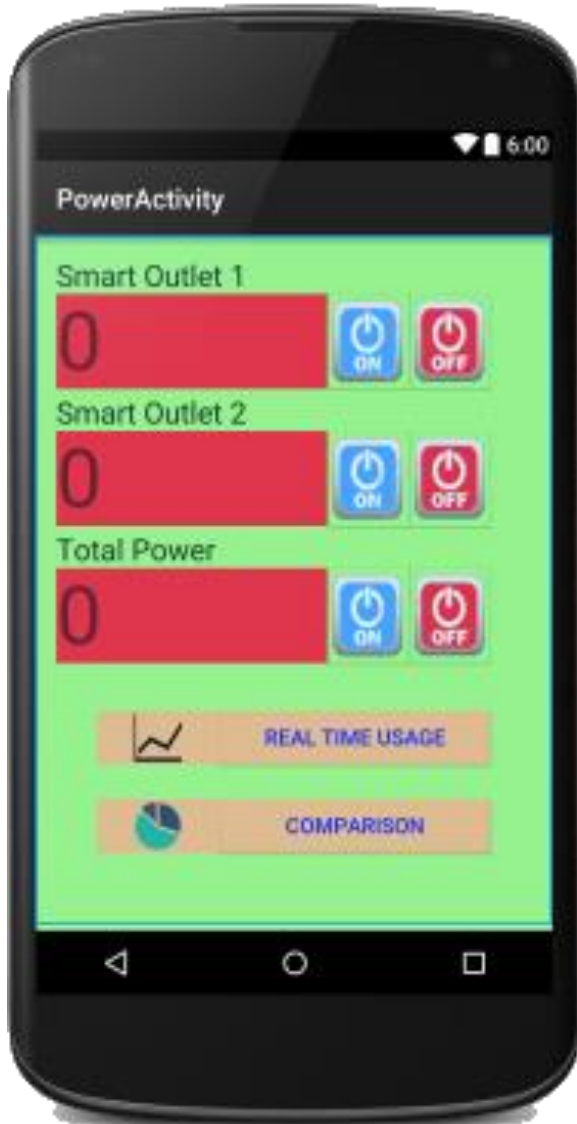 6:00
PowerActivity
Smart Outlet 1
0
ON OFF
Smart Outlet 2
0
ON OFF
Total Power
0
ON OFF
REAL TIME USAGE
COMPARISON